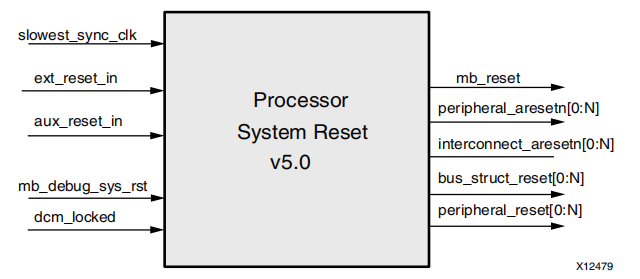 slowest_sync_clk
ext_reset_in
aux_reset_in
mb_debug_sys_rst
dcm_locked
Processor
System Reset
v5.0
mb_reset
peripheral_aresetn[0:N]
interconnect_aresetn[0:N]
bus_struct_reset[0:N]
peripheral_reset[0:N]
X12479